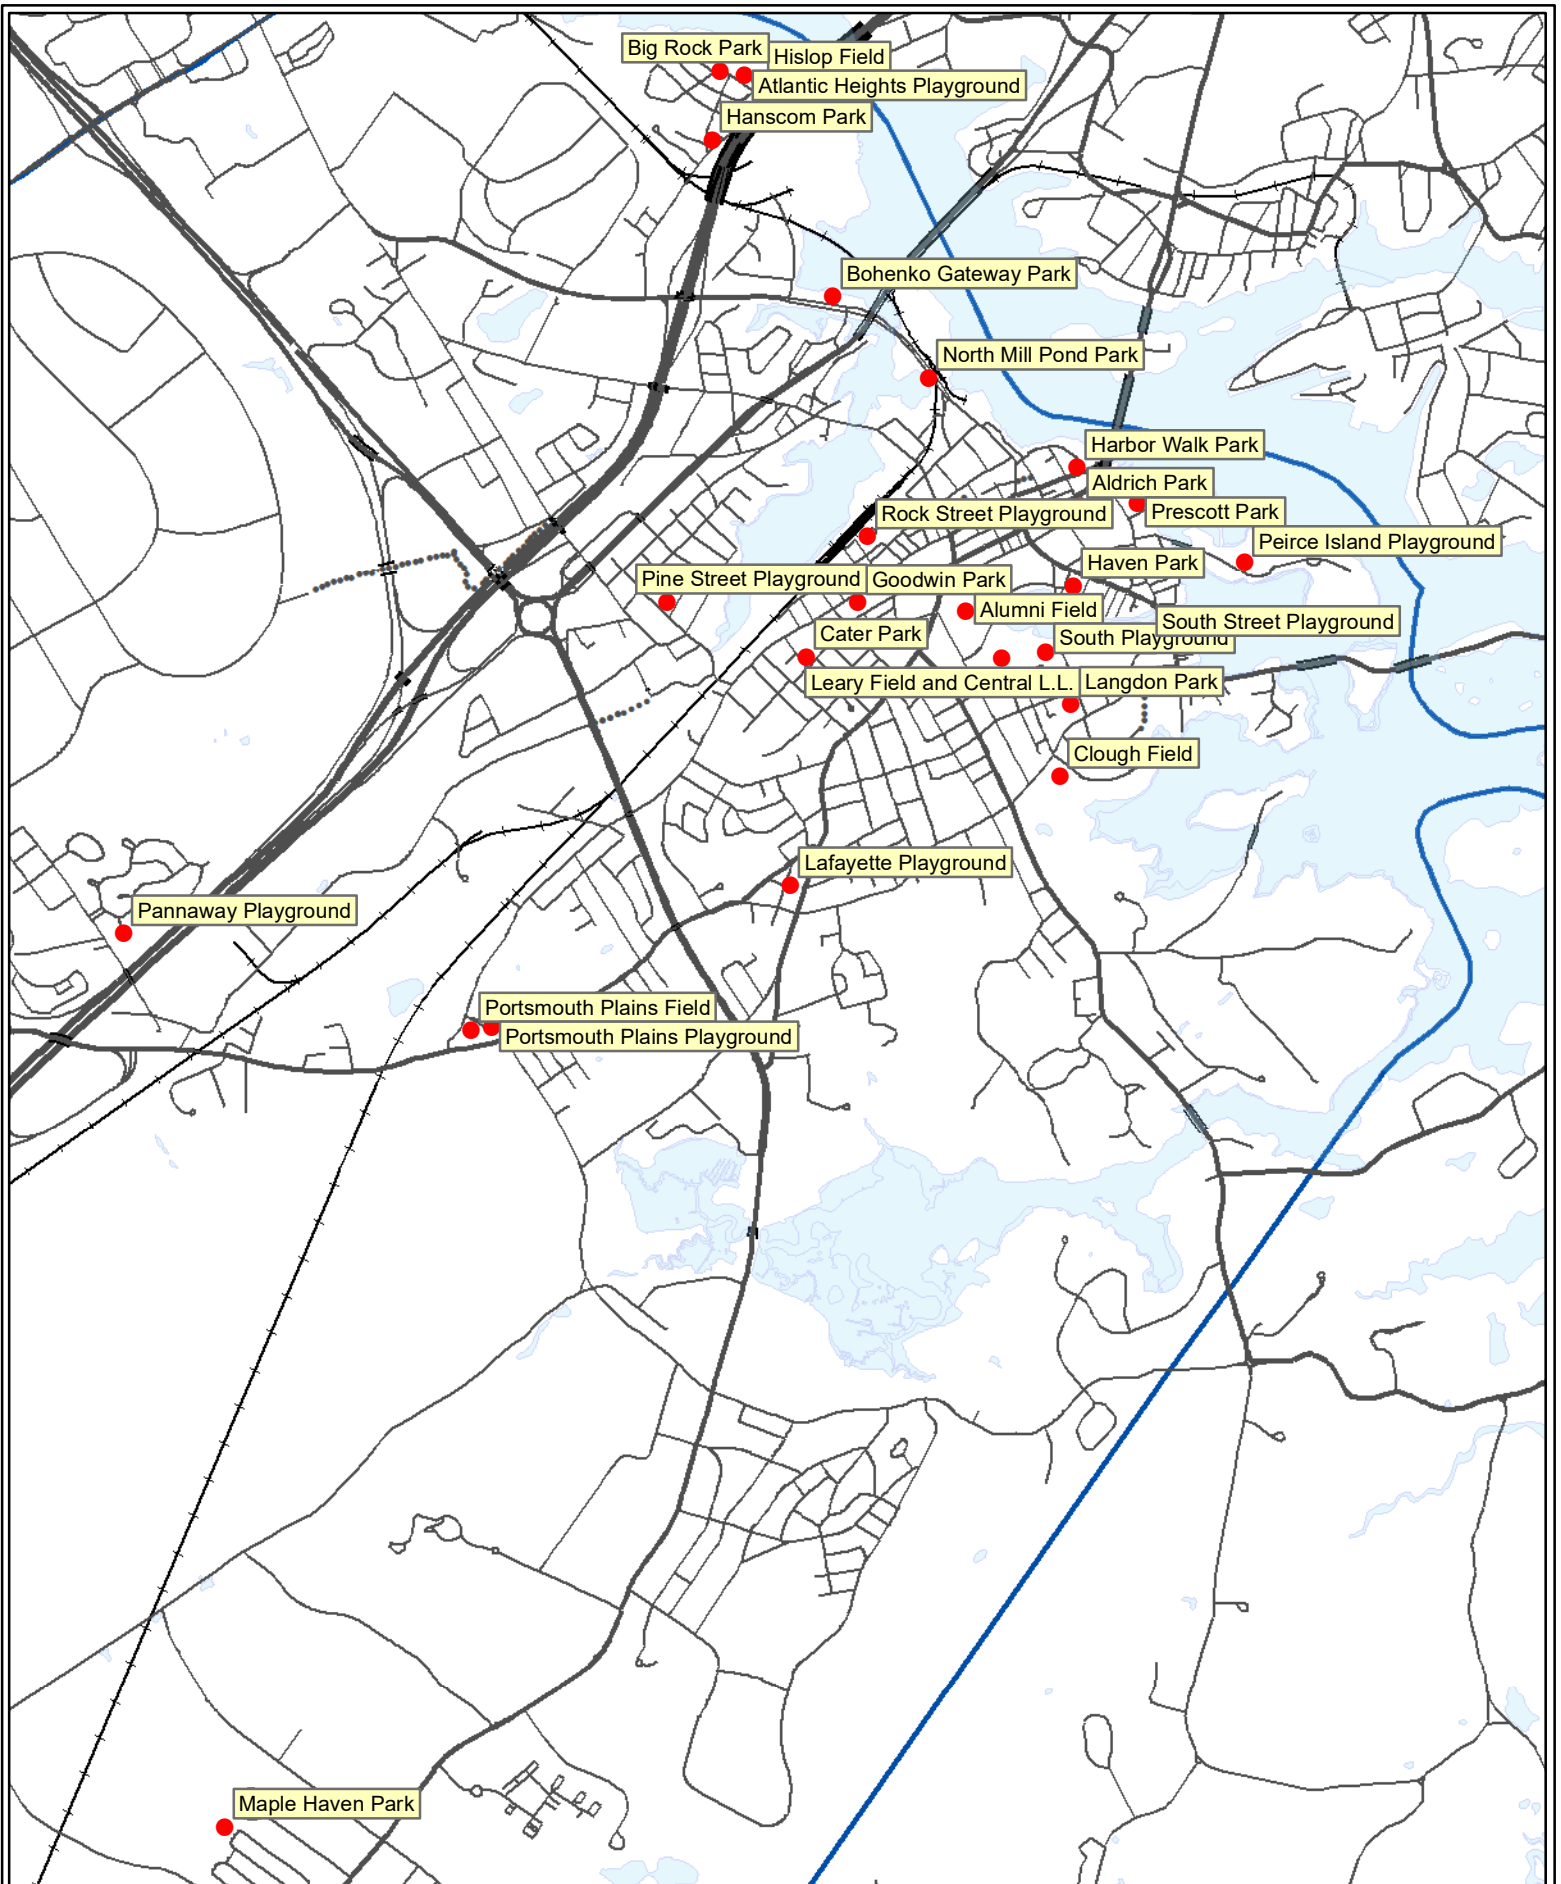 Big Rock Park
Hislop Field
Atlantic Heights Playground
Hanscom Park
Bohenko Gateway Park
North Mill Pond Park
Harbor Walk Park
Aldrich Park
Rock Street Playground
Prescott Park
Peirce Island Playground
Haven Park
Pine Street Playground
Goodwin Park
Alumni Field
South Street Playground
Cater Park
South Playground
Leary Field and Central L.L.
Langdon Park
Clough Field
Lafayette Playground
Pannaway Playground
Portsmouth Plains Field
Portsmouth Plains Playground
Maple Haven Park